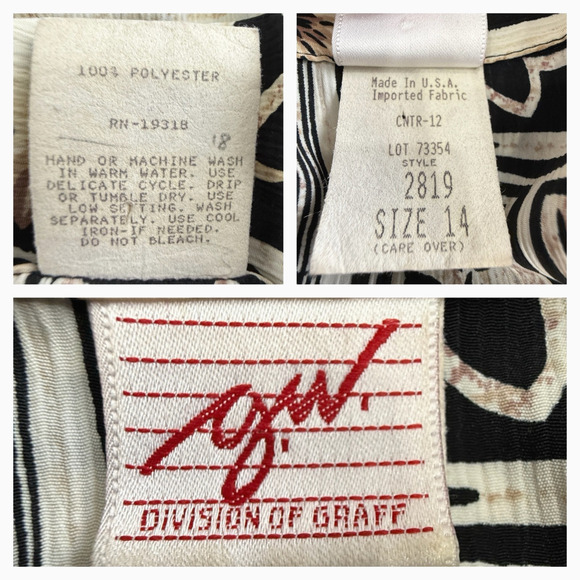 100% POLYESTER
RN-19318
18
HAND OR MACHINE WASH
IN WARM WATER. USE
DELICATE CYCLE. DRIP
OR TUMBLE DRY. USE
LOW SETTING. WASH
SEPARATELY. USE COOL
IRON-IF NEEDED.
DO NOT BLEACH.
Made In U.S.A.
Imported Fabric
CNTR-12
LOT 73354
STYLE
2819
SIZE 14
(CARE OVER)
g.w.
DIVISION OF GRAFF